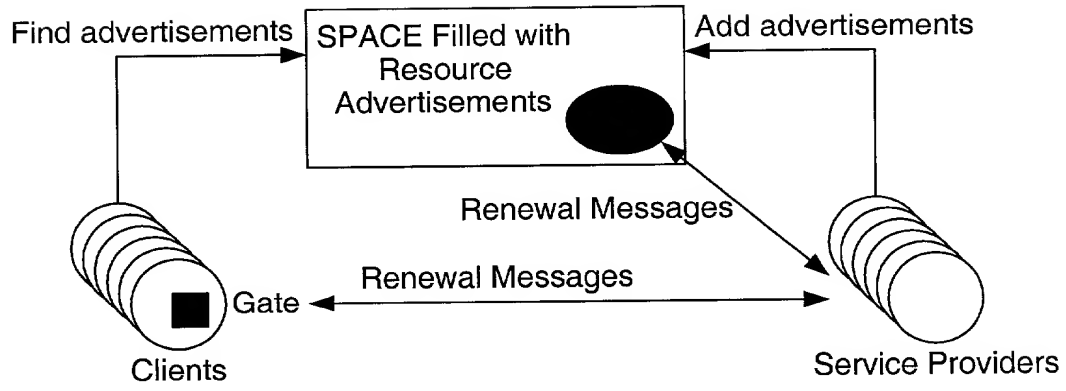 Find advertisements
SPACE Filled with
Resource
Advertisements
Add advertisements
Renewal Messages
Renewal Messages
Gate
Clients
Service Providers